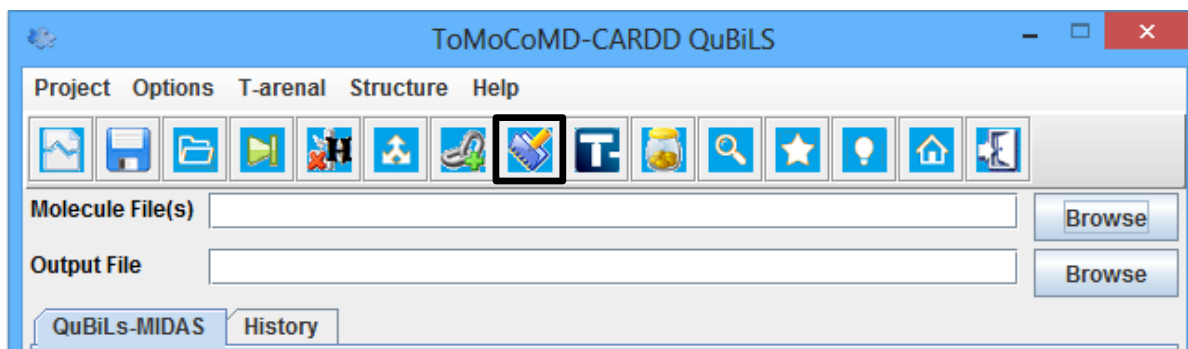 ToMoCoMD-CARDD QuBiLS
Project Options T-arenal Structure Help
H T-
Molecule File(s) Browse
Output File Browse
QuBiLs-MIDAS History